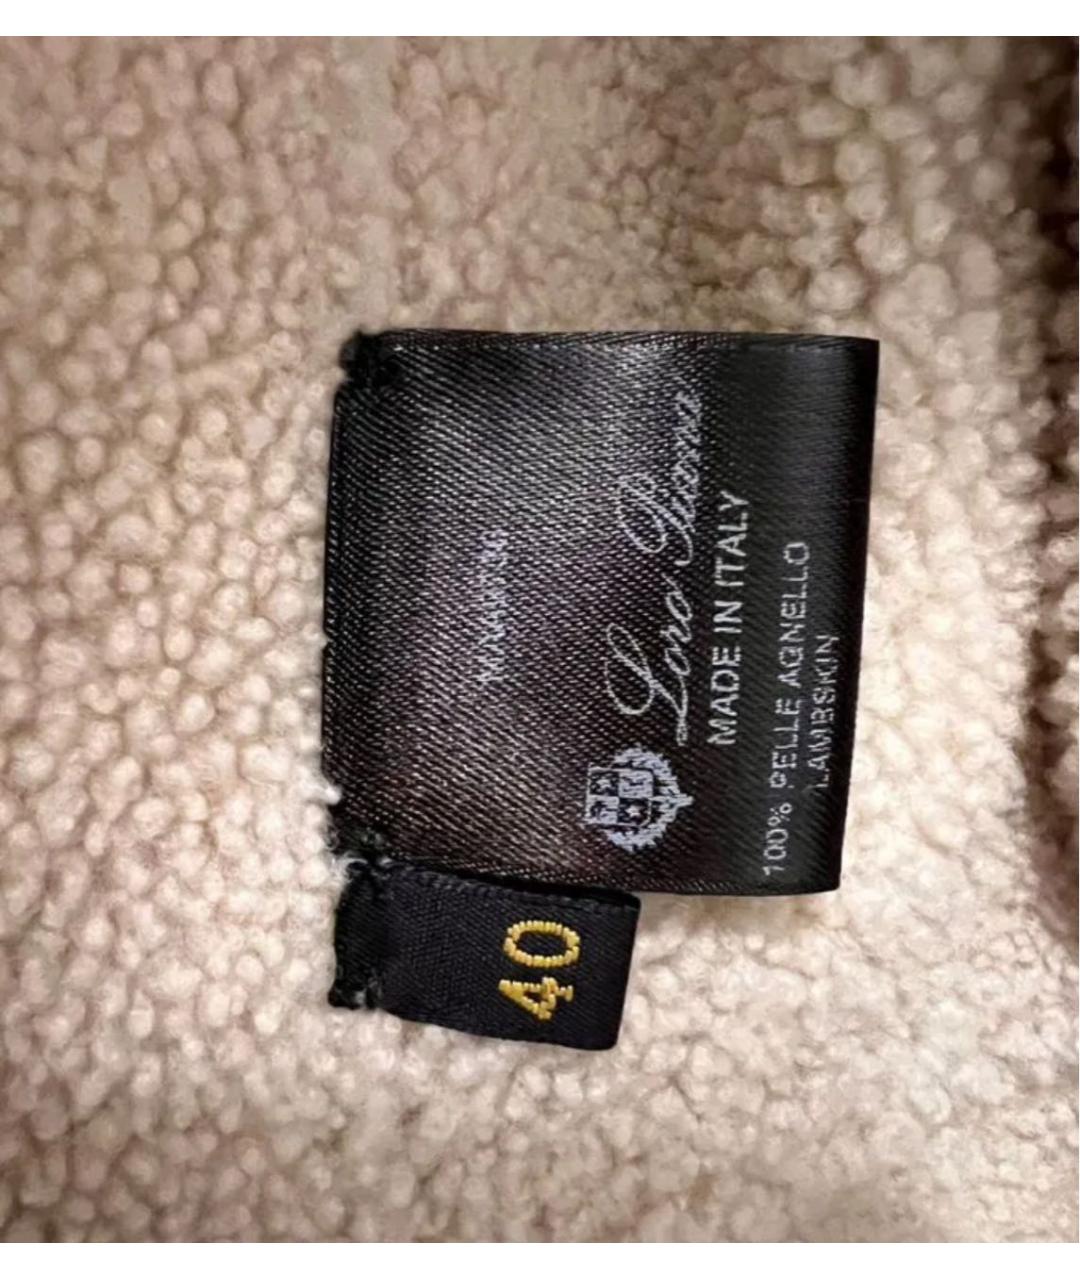 Loro Piana
MADE IN ITALY
100% PELLE AGNELLO
LAMBSKIN
40